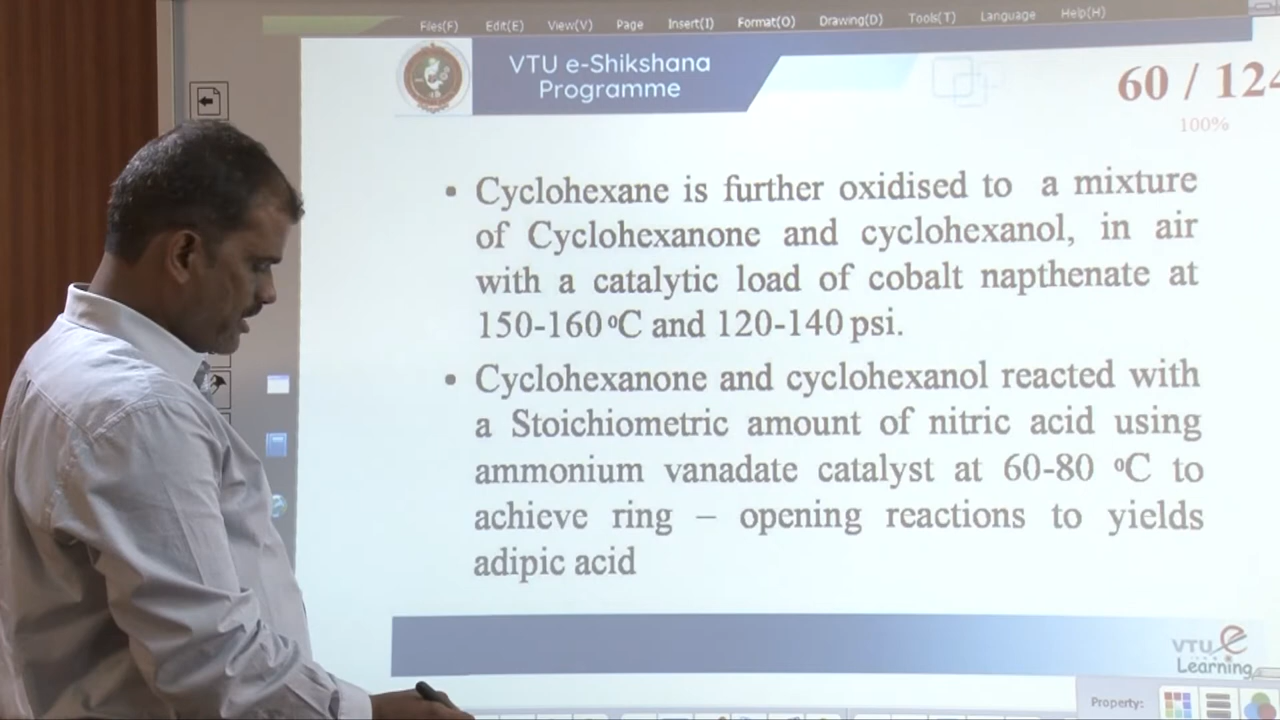 Files(F) Edit(E) View(V) Page Insert(I) Format(O) Drawing(D) Tools(T) Language Help(H)
VTU e-Shikshana
Programme
60 / 124
100%
• Cyclohexane is further oxidised to a mixture
of Cyclohexanone and cyclohexanol, in air
with a catalytic load of cobalt napthenate at
150-160 ⁰C and 120-140 psi.
• Cyclohexanone and cyclohexanol reacted with
a Stoichiometric amount of nitric acid using
ammonium vanadate catalyst at 60-80 ⁰C to
achieve ring – opening reactions to yields
adipic acid
VTU e
Learning
Property: